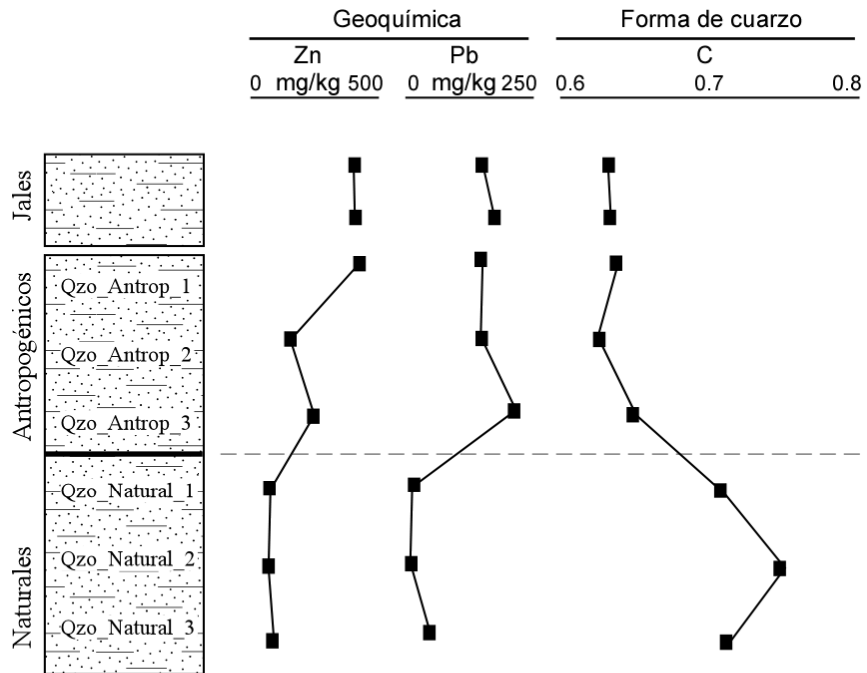 Geoquímica Forma de cuarzo
Zn Pb C
0 mg/kg 500 0 mg/kg 250 0.6 0.7 0.8
Jales
Antropogénicos
Qzo_Antrop_1
Qzo_Antrop_2
Qzo_Antrop_3
Naturales
Qzo_Natural_1
Qzo_Natural_2
Qzo_Natural_3